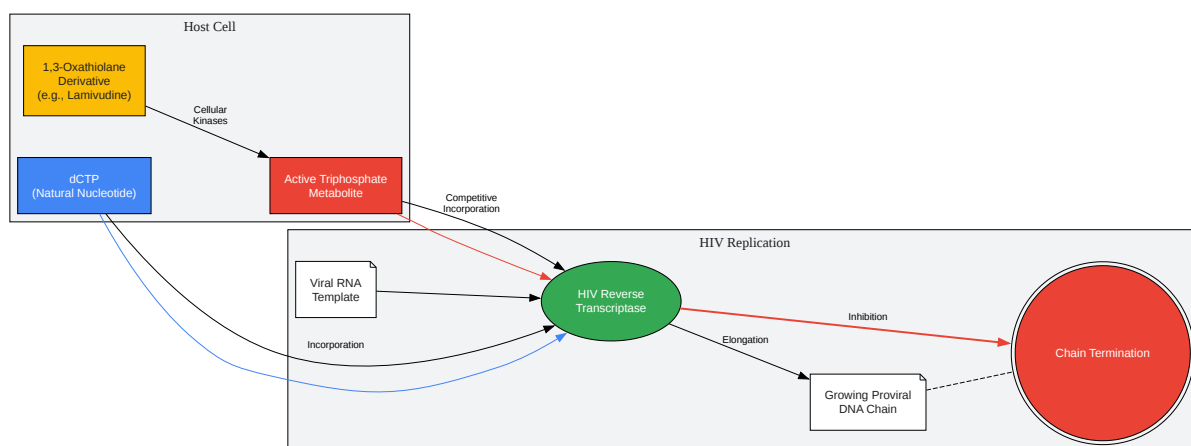 Host Cell
1,3-Oxathiolane
Derivative
(e.g., Lamivudine)
Cellular
Kinases
dCTP
(Natural Nucleotide)
Active Triphosphate
Metabolite
Competitive
Incorporation
HIV Replication
Viral RNA
Template
HIV Reverse
Transcriptase
Inhibition
Incorporation
Elongation
Chain Termination
Growing Proviral
DNA Chain